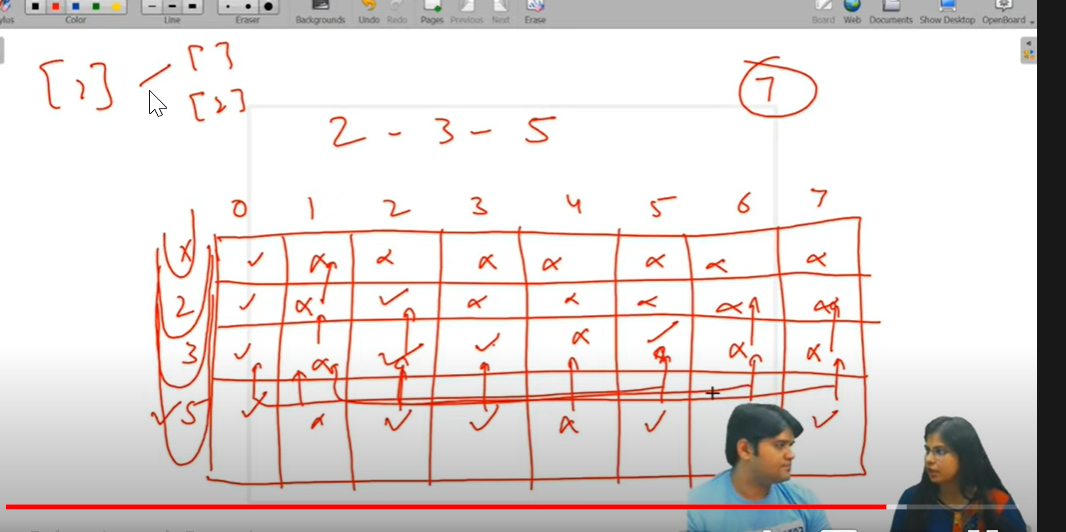 Stylus Color Line Eraser Backgrounds Undo Redo Pages Previous Next Erase Board Web Documents Show Desktop OpenBoard
[ ]
[2] [2]
7
2 - 3 - 5
0 1 2 3 4 5 6 7
x ✓ α α α α α α α
2 ✓ α ✓ α α α α α
3 ✓ α ✓ ✓ α ✓ α α
✓ 5 ✓ α ✓ ✓ α ✓ ✓